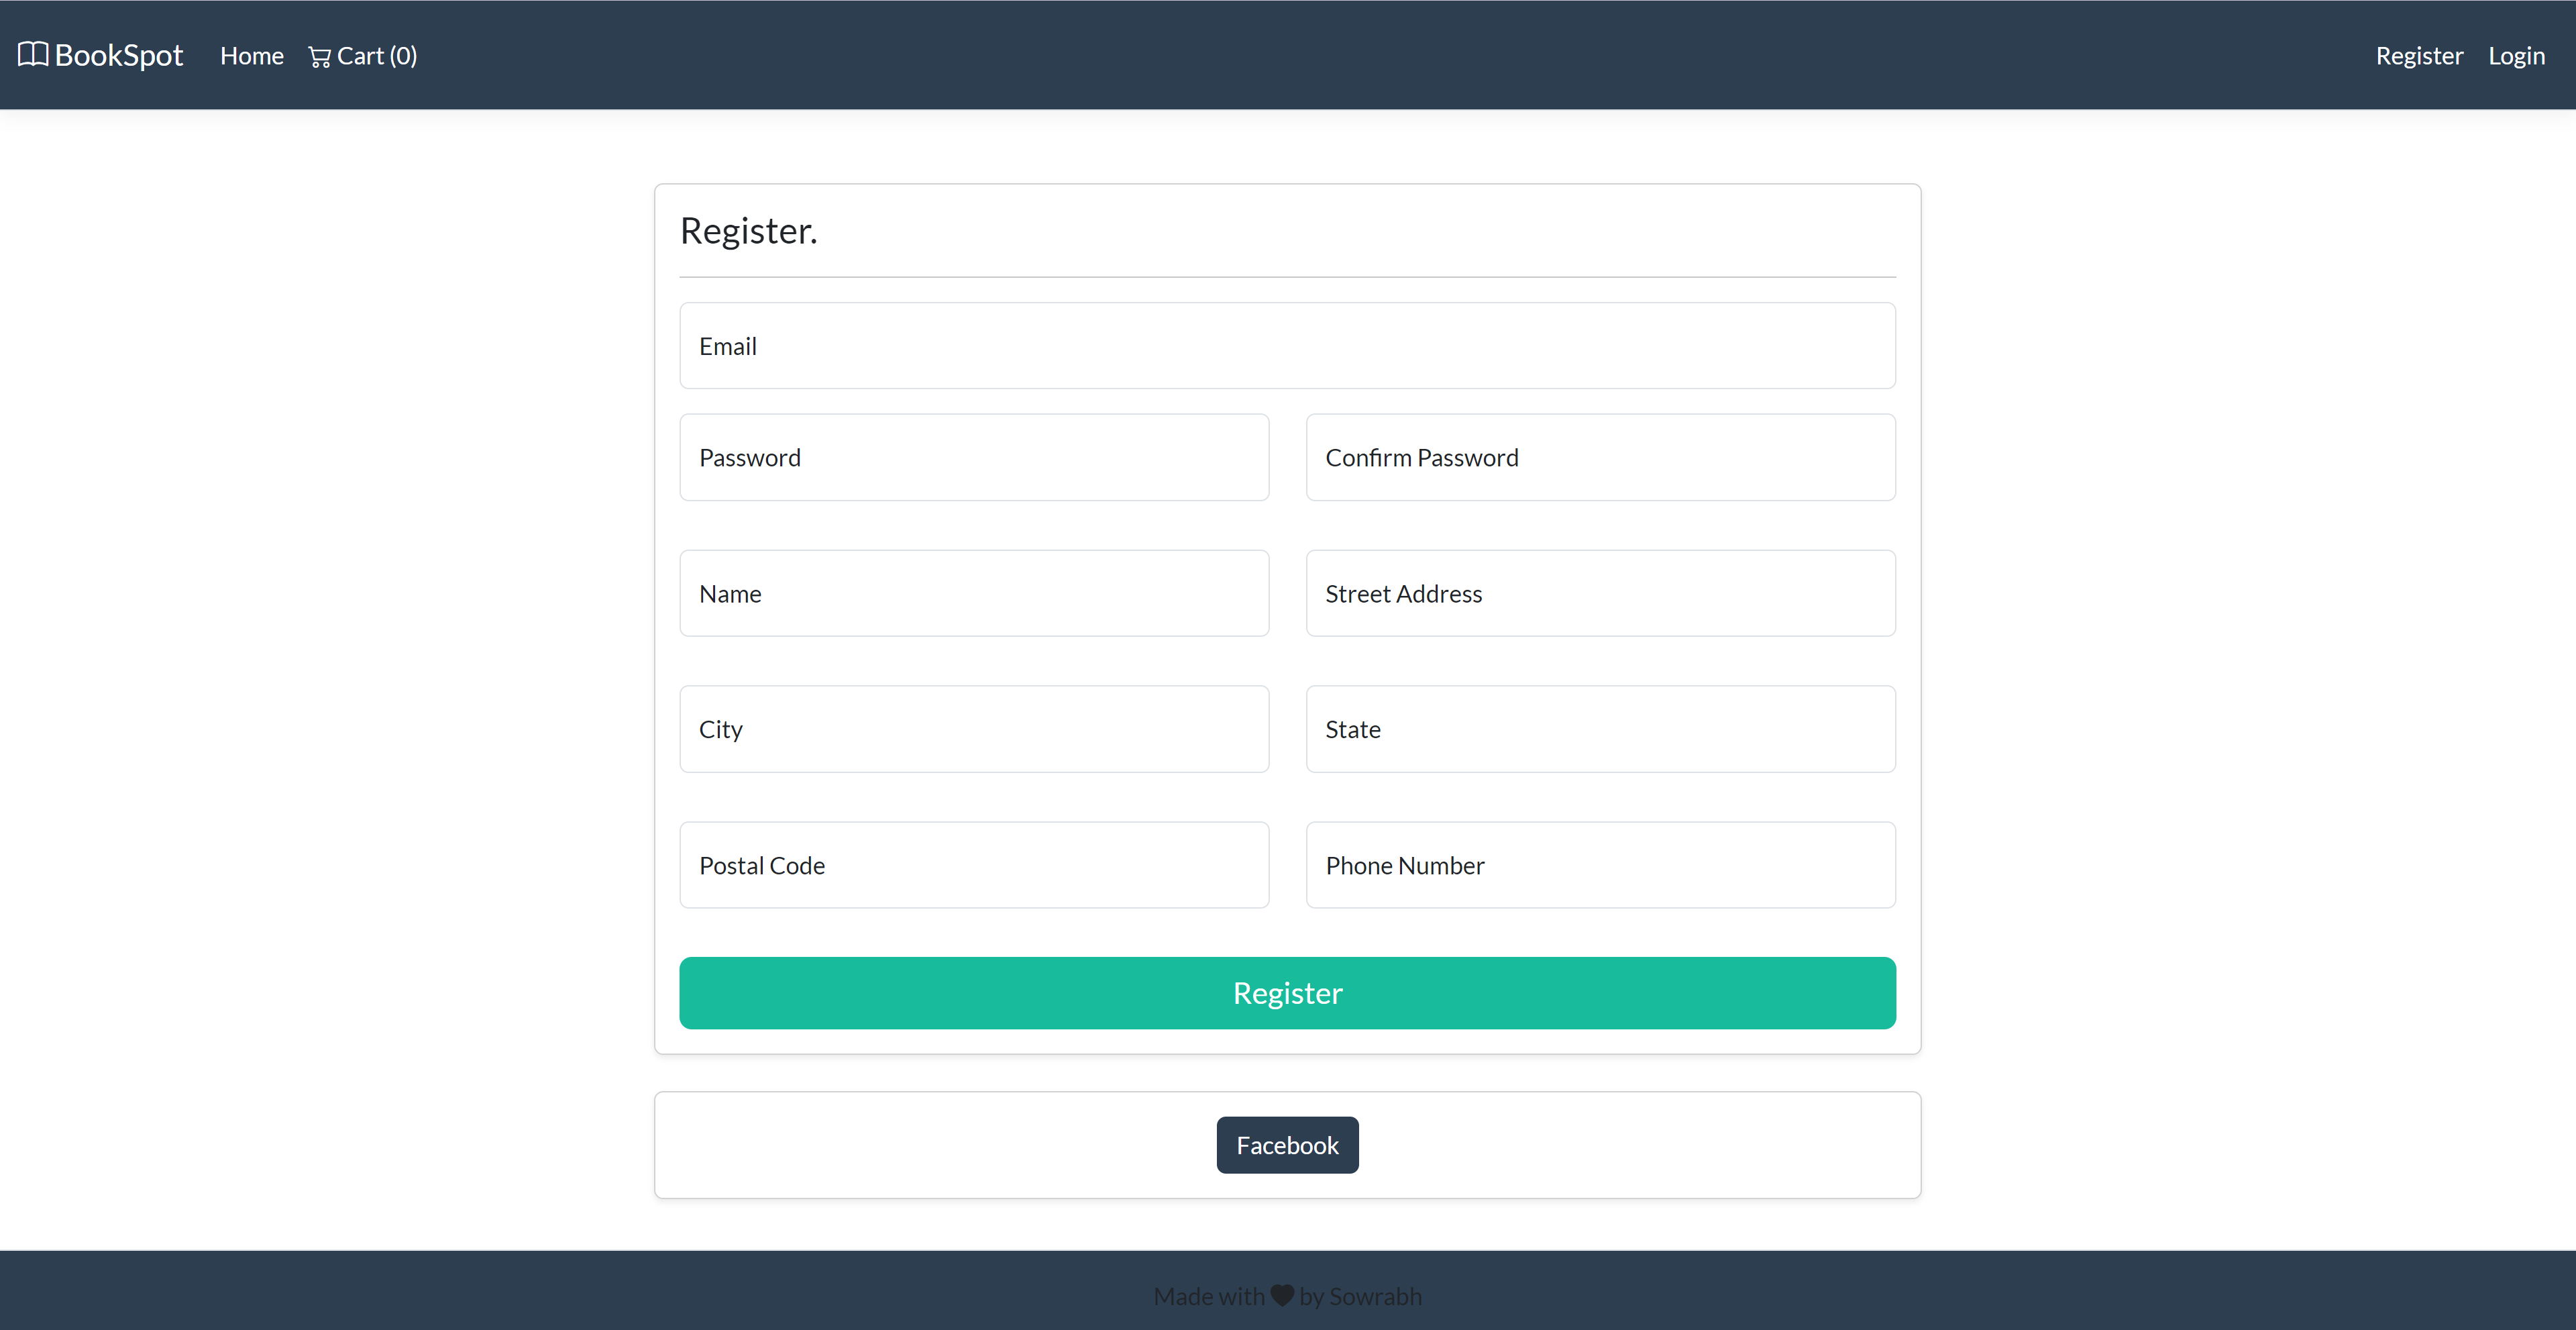 BookSpot Home Cart (0) Register Login
Register.
Email
Password Confirm Password
Name Street Address
City State
Postal Code Phone Number
Register
Facebook
Made with by Sowrabh